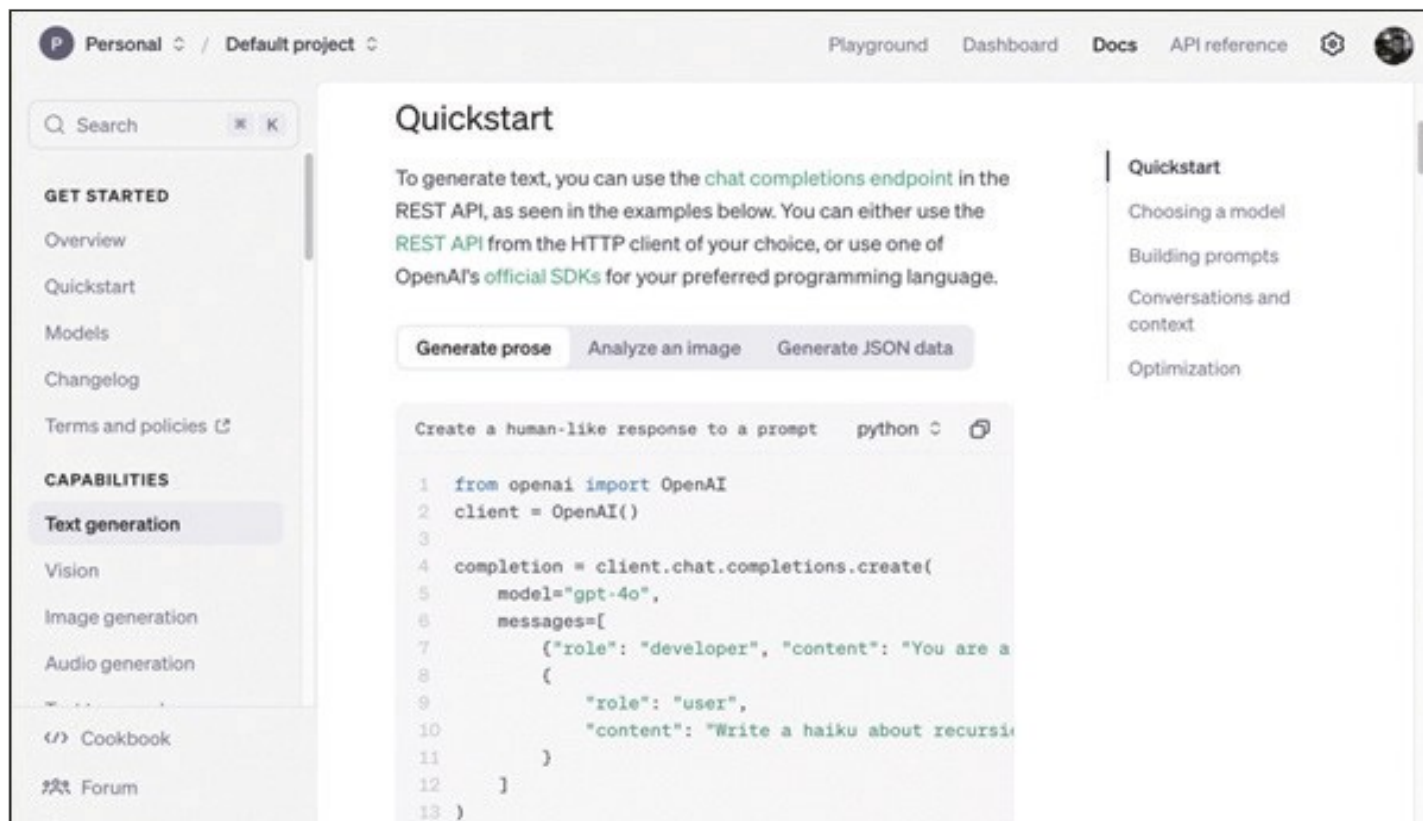 P Personal / Default project
Playground Dashboard Docs API reference
Search ⌘ K
GET STARTED
Overview
Quickstart
Models
Changelog
Terms and policies
CAPABILITIES
Text generation
Vision
Image generation
Audio generation
</> Cookbook
Forum
Quickstart
To generate text, you can use the chat completions endpoint in the
REST API, as seen in the examples below. You can either use the
REST API from the HTTP client of your choice, or use one of
OpenAI's official SDKs for your preferred programming language.
Generate prose Analyze an image Generate JSON data
Create a human-like response to a prompt python
1 from openai import OpenAI
2 client = OpenAI()
3
4 completion = client.chat.completions.create(
5 model="gpt-4o",
6 messages=[
7 {"role": "developer", "content": "You are a
8 {
9 "role": "user",
10 "content": "Write a haiku about recursi
11 }
12 ]
13 )
Quickstart
Choosing a model
Building prompts
Conversations and
context
Optimization